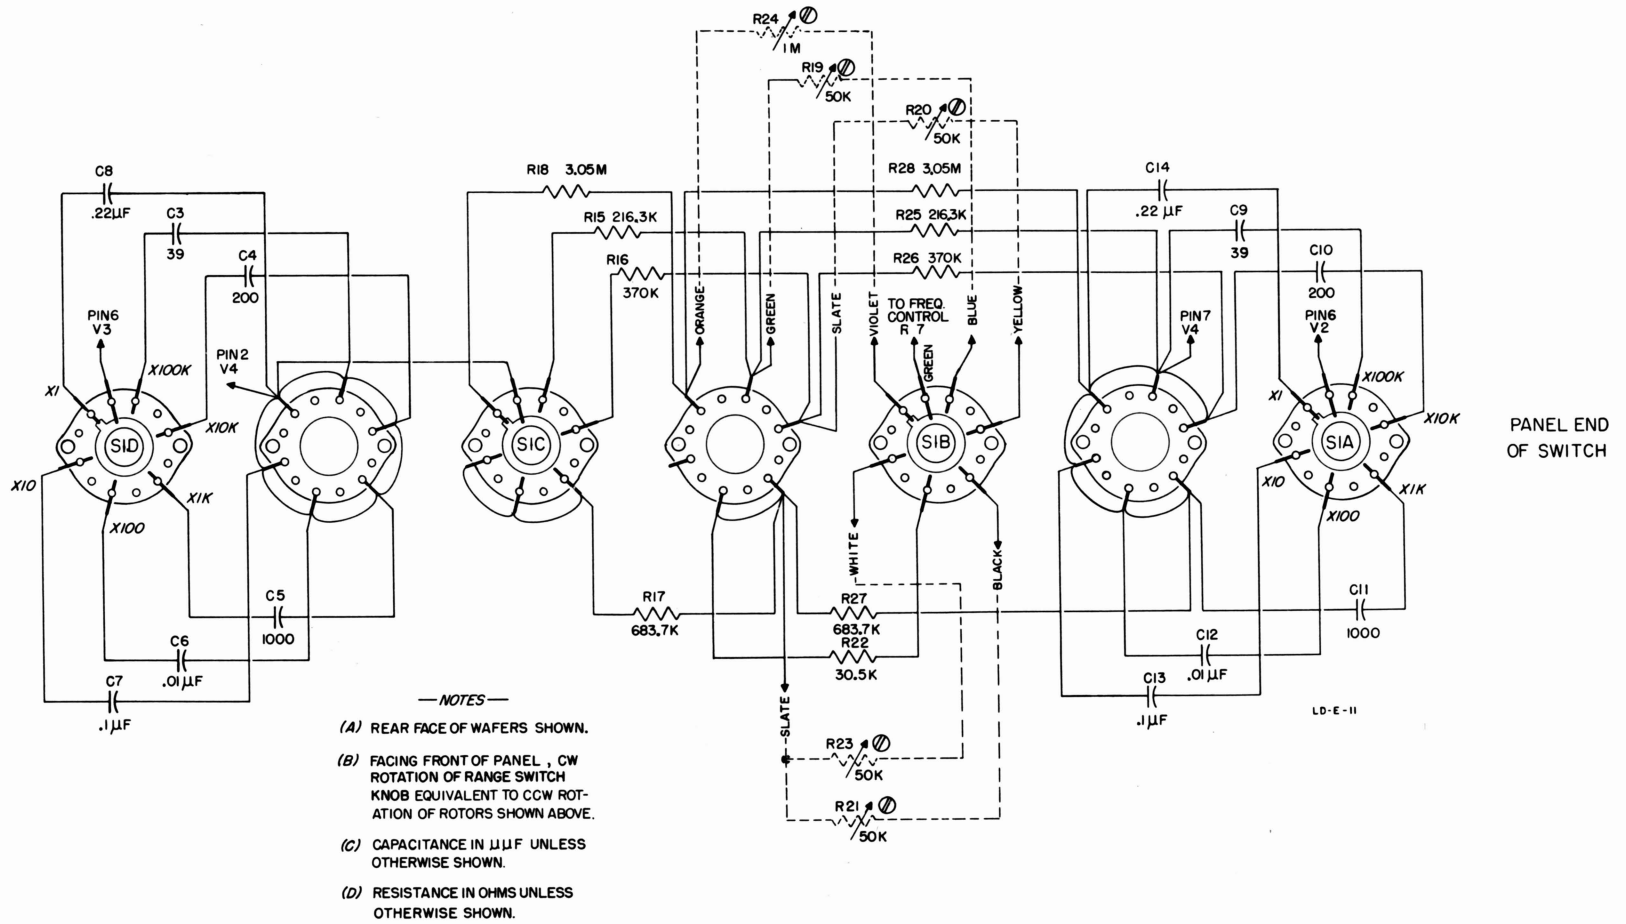 R24
1M
R19
50K
R20
50K
C8
.22µF
C3
39
C4
200
R18 3.05M
R15 216.3K
R16
370K
R28 3.05M
R25 216.3K
R26 370K
C14
.22 µF
C9
39
C10
200
PIN6
V3
PIN2
V4
ORANGE
GREEN
SLATE
VIOLET
TO FREQ.
CONTROL
R 7
GREEN
BLUE
YELLOW
PIN7
V4
PIN6
V2
X1
X100K
X10K
S1D
X10
X1K
X100
S1C
S1B
X1
X100K
X10K
S1A
X10
X1K
X100
PANEL END
OF SWITCH
WHITE
BLACK
C5
1000
C6
.01µF
C7
.1µF
R17
683.7K
R27
683.7K
R22
30.5K
C11
1000
C12
.01µF
C13
.1µF
SLATE
R23
50K
R21
50K
LD-E-11
—NOTES—
(A) REAR FACE OF WAFERS SHOWN.
(B) FACING FRONT OF PANEL , CW
ROTATION OF RANGE SWITCH
KNOB EQUIVALENT TO CCW ROT-
ATION OF ROTORS SHOWN ABOVE.
(C) CAPACITANCE IN µµF UNLESS
OTHERWISE SHOWN.
(D) RESISTANCE IN OHMS UNLESS
OTHERWISE SHOWN.